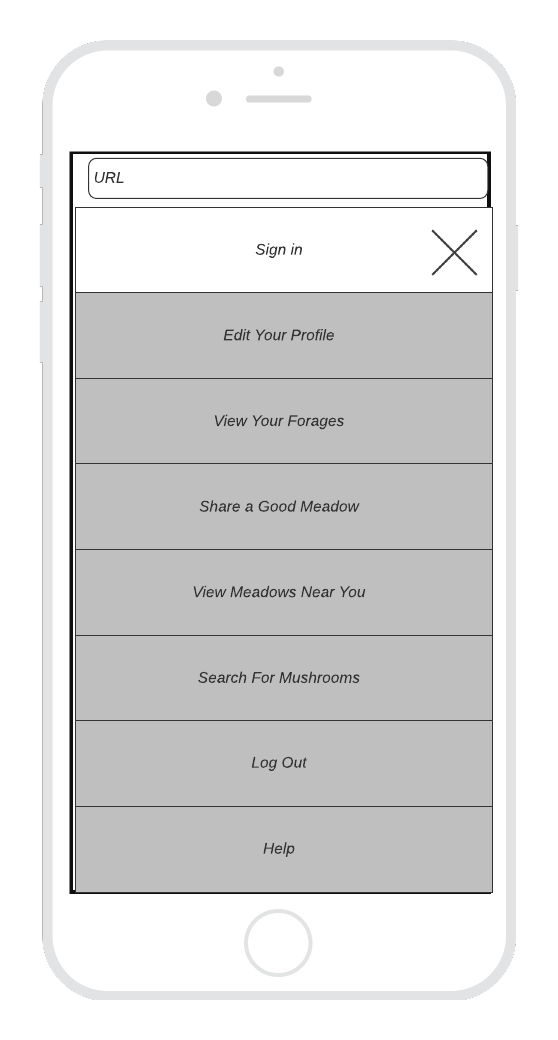 URL
Sign in
Edit Your Profile
View Your Forages
Share a Good Meadow
View Meadows Near You
Search For Mushrooms
Log Out
Help